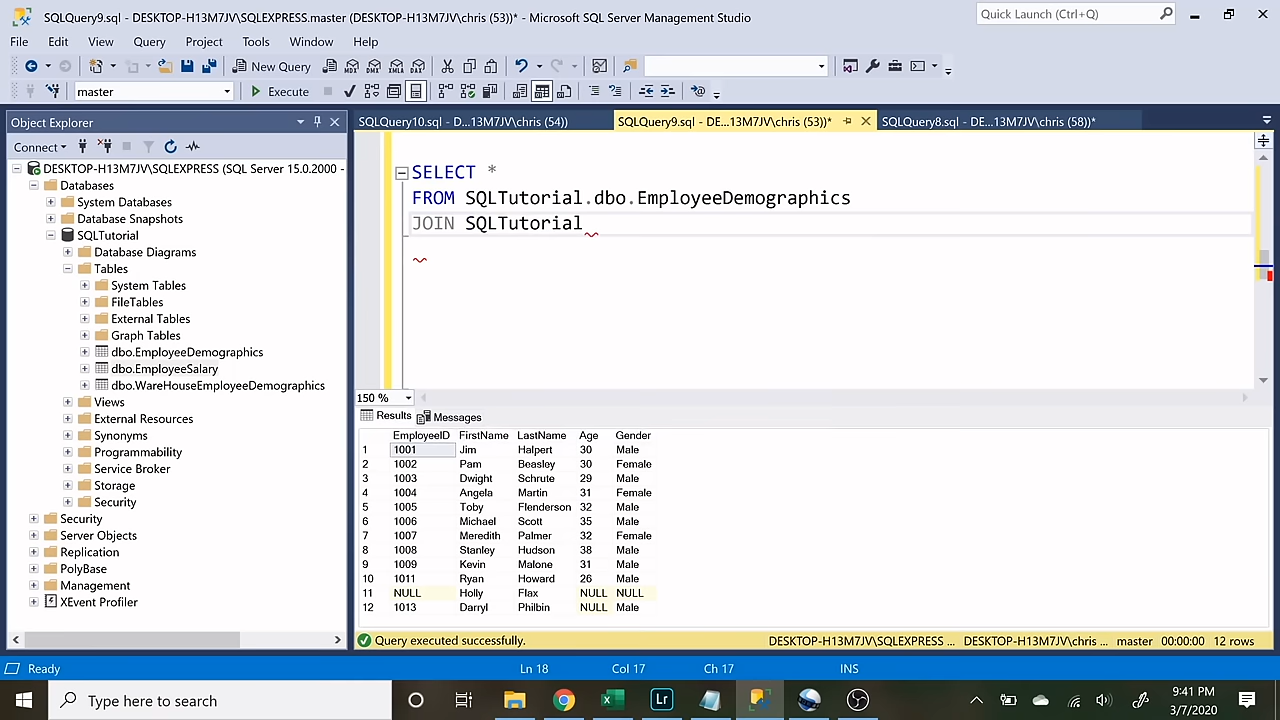 SQLQuery9.sql - DESKTOP-H13M7JV\SQLEXPRESS.master (DESKTOP-H13M7JV\chris (53))* - Microsoft SQL Server Management Studio
Quick Launch (Ctrl+Q)
File Edit View Query Project Tools Window Help
New Query
MDX DMX XMLA DAX
master
Execute
Object Explorer
SQLQuery10.sql - D...13M7JV\chris (54))
SQLQuery9.sql - DE...13M7JV\chris (53))*
SQLQuery8.sql - DE...13M7JV\chris (58))*
Connect
DESKTOP-H13M7JV\SQLEXPRESS (SQL Server 15.0.2000 -
Databases
System Databases
Database Snapshots
SQLTutorial
Database Diagrams
Tables
System Tables
FileTables
External Tables
Graph Tables
dbo.EmployeeDemographics
dbo.EmployeeSalary
dbo.WareHouseEmployeeDemographics
Views
External Resources
Synonyms
Programmability
Service Broker
Storage
Security
Security
Server Objects
Replication
PolyBase
Management
XEvent Profiler
SELECT *
FROM SQLTutorial.dbo.EmployeeDemographics
JOIN SQLTutorial
150 %
Results Messages
EmployeeID FirstName LastName Age Gender
1 1001 Jim Halpert 30 Male
2 1002 Pam Beasley 30 Female
3 1003 Dwight Schrute 29 Male
4 1004 Angela Martin 31 Female
5 1005 Toby Flenderson 32 Male
6 1006 Michael Scott 35 Male
7 1007 Meredith Palmer 32 Female
8 1008 Stanley Hudson 38 Male
9 1009 Kevin Malone 31 Male
10 1011 Ryan Howard 26 Male
11 NULL Holly Flax NULL NULL
12 1013 Darryl Philbin NULL Male
Query executed successfully.
DESKTOP-H13M7JV\SQLEXPRESS ... DESKTOP-H13M7JV\chris ... master 00:00:00 12 rows
Ready Ln 18 Col 17 Ch 17 INS
Type here to search
Lr
9:41 PM
3/7/2020